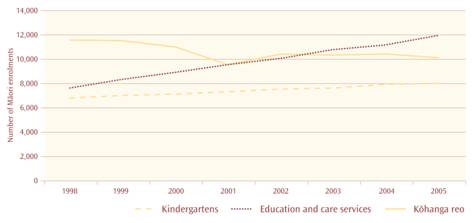 Number of Māori enrolments
14,000
12,000
10,000
8,000
6,000
4,000
2,000
0
1998 1999 2000 2001 2002 2003 2004 2005
Kindergartens Education and care services Kōhanga reo